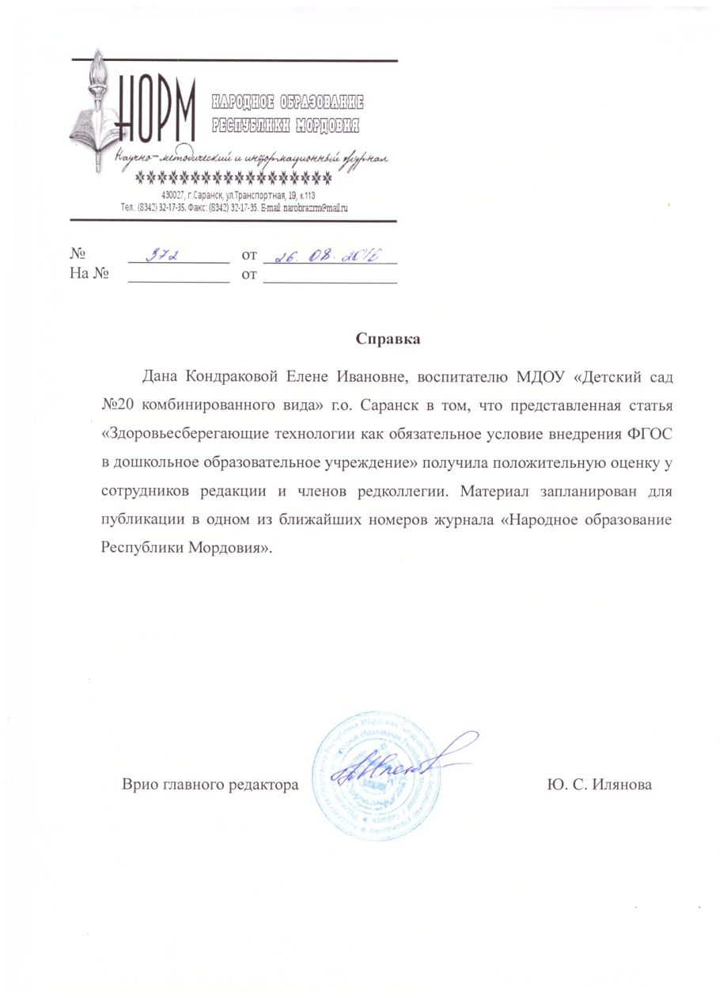 НОРМ
НАРОДНОЕ ОБРАЗОВАНИЕ
РЕСПУБЛИКИ МОРДОВИЯ
Научно-методический и информационный журнал
430027, г.Саранск, ул.Транспортная, 19, к.113
Тел.: (8342) 32-17-35. Факс: (8342) 32-17-35. E-mail: narobrazrm@mail.ru
№ 372 от 26.08.2016
На № от
Справка
Дана Кондраковой Елене Ивановне, воспитателю МДОУ «Детский сад
№20 комбинированного вида» г.о. Саранск в том, что представленная статья
«Здоровьесберегающие технологии как обязательное условие внедрения ФГОС
в дошкольное образовательное учреждение» получила положительную оценку у
сотрудников редакции и членов редколлегии. Материал запланирован для
публикации в одном из ближайших номеров журнала «Народное образование
Республики Мордовия».
Врио главного редактора Ю. С. Илянова